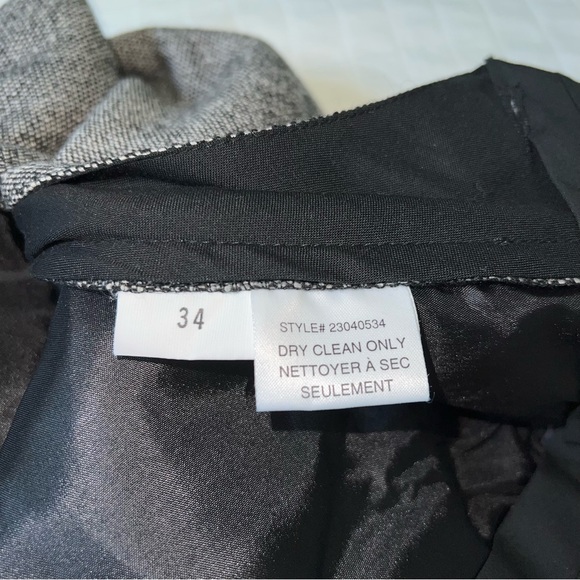 34
STYLE# 23040534
DRY CLEAN ONLY
NETTOYER À SEC
SEULEMENT